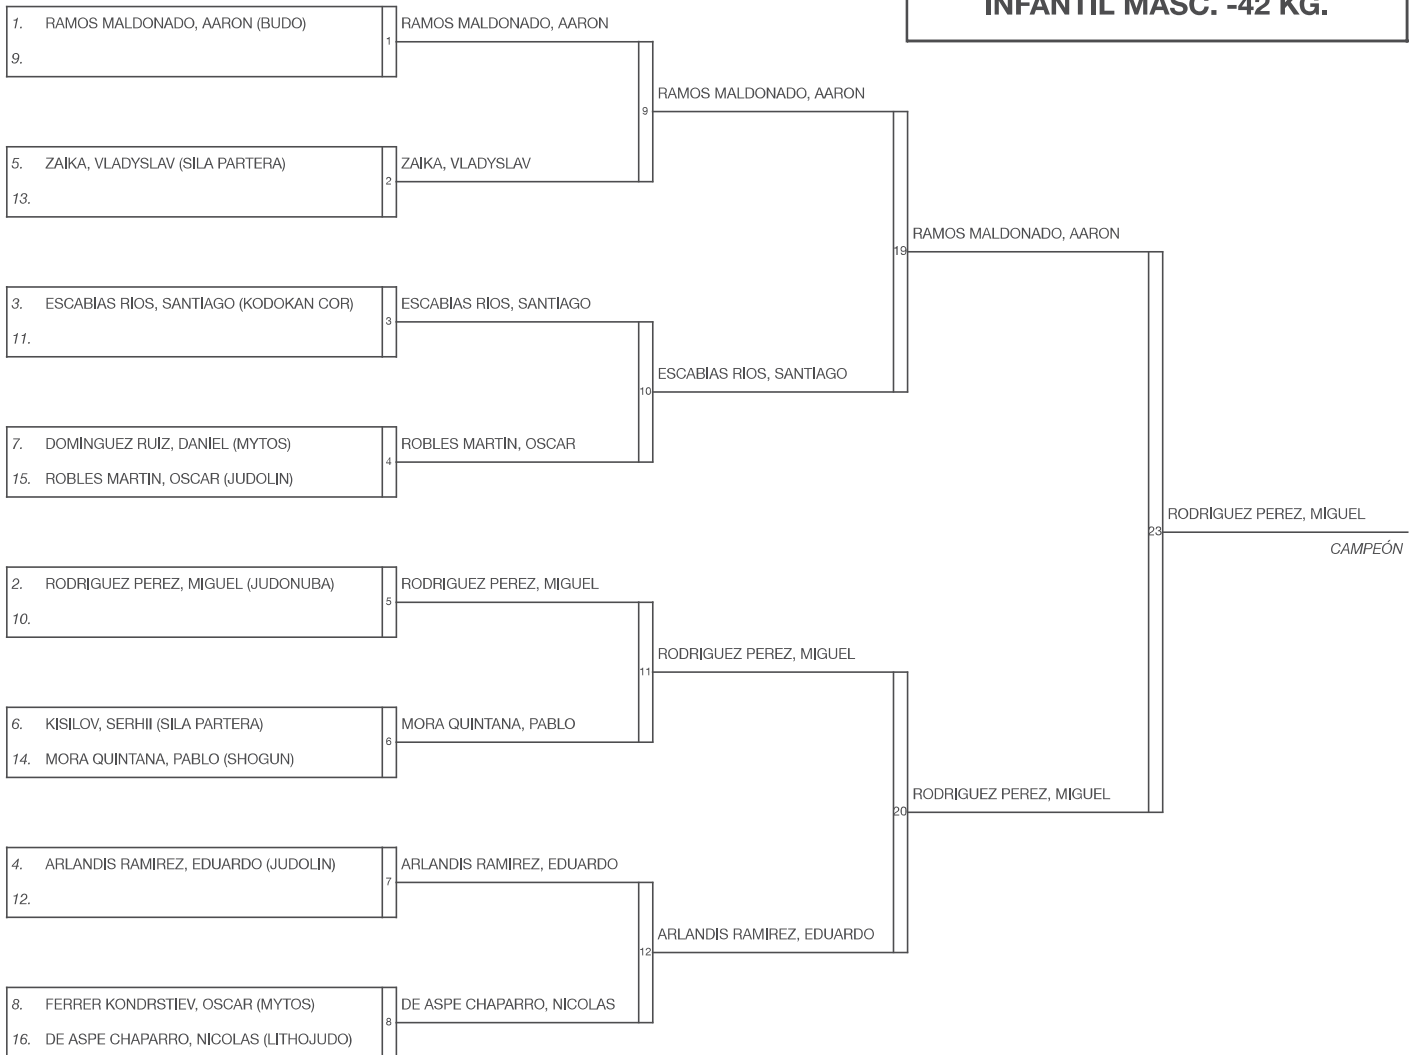 INFANTIL MASC. -42 KG.
1. RAMOS MALDONADO, AARON (BUDO)
9.
1
RAMOS MALDONADO, AARON
5. ZAIKA, VLADYSLAV (SILA PARTERA)
13.
2
ZAIKA, VLADYSLAV
9
RAMOS MALDONADO, AARON
3. ESCABIAS RIOS, SANTIAGO (KODOKAN COR)
11.
3
ESCABIAS RIOS, SANTIAGO
7. DOMINGUEZ RUIZ, DANIEL (MYTOS)
15. ROBLES MARTIN, OSCAR (JUDOLIN)
4
ROBLES MARTIN, OSCAR
10
ESCABIAS RIOS, SANTIAGO
19
RAMOS MALDONADO, AARON
2. RODRIGUEZ PEREZ, MIGUEL (JUDONUBA)
10.
5
RODRIGUEZ PEREZ, MIGUEL
6. KISILOV, SERHII (SILA PARTERA)
14. MORA QUINTANA, PABLO (SHOGUN)
6
MORA QUINTANA, PABLO
11
RODRIGUEZ PEREZ, MIGUEL
4. ARLANDIS RAMIREZ, EDUARDO (JUDOLIN)
12.
7
ARLANDIS RAMIREZ, EDUARDO
8. FERRER KONDRSTIEV, OSCAR (MYTOS)
16. DE ASPE CHAPARRO, NICOLAS (LITHOJUDO)
8
DE ASPE CHAPARRO, NICOLAS
12
ARLANDIS RAMIREZ, EDUARDO
20
RODRIGUEZ PEREZ, MIGUEL
23
RODRIGUEZ PEREZ, MIGUEL
CAMPEÓN